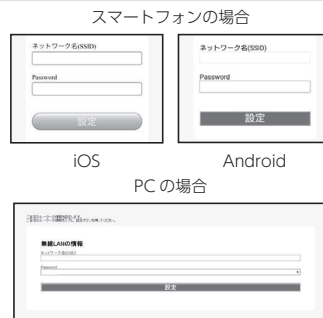 スマートフォンの場合
ネットワーク名(SSID)
Password
設定
iOS
ネットワーク名(SSID)
Password
設定
Android
PCの場合
無線LANの情報
ネットワーク名(SSID)
Password
設定